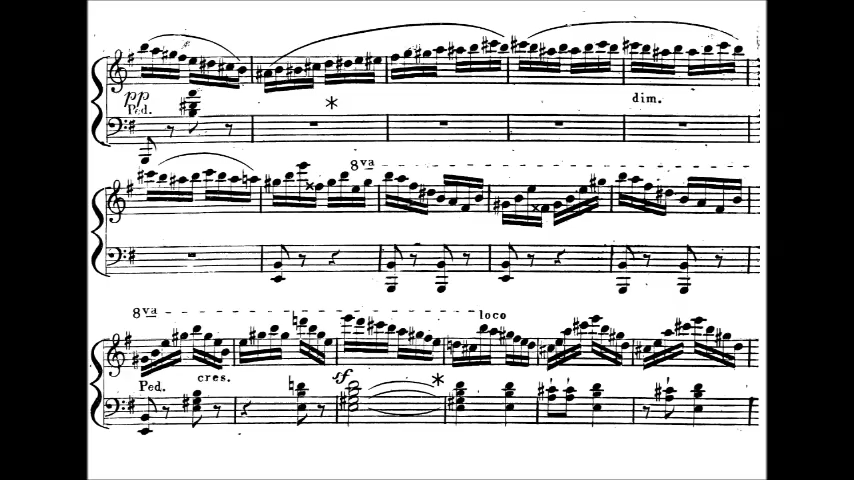 pp
Ped.
dim.
8va
8va
loco
Ped.
cres.
sf